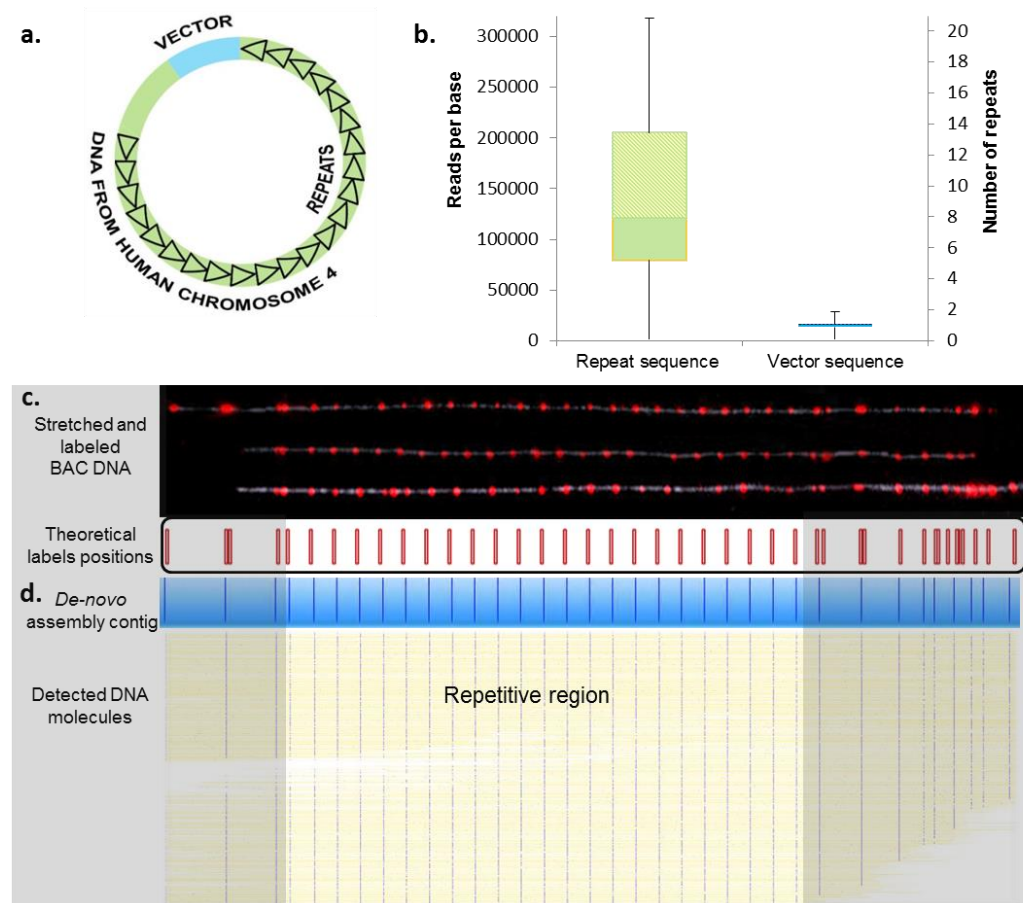 a.
VECTOR
REPEATS
DNA FROM HUMAN CHROMOSOME 4
b.
Reads per base
300000
250000
200000
150000
100000
50000
0
Repeat sequence
Vector sequence
20
18
16
14
12
10
8
6
4
2
0
Number of repeats
c.
Stretched and
labeled
BAC DNA
Theoretical
labels positions
d.
De-novo
assembly contig
Detected DNA
molecules
Repetitive region